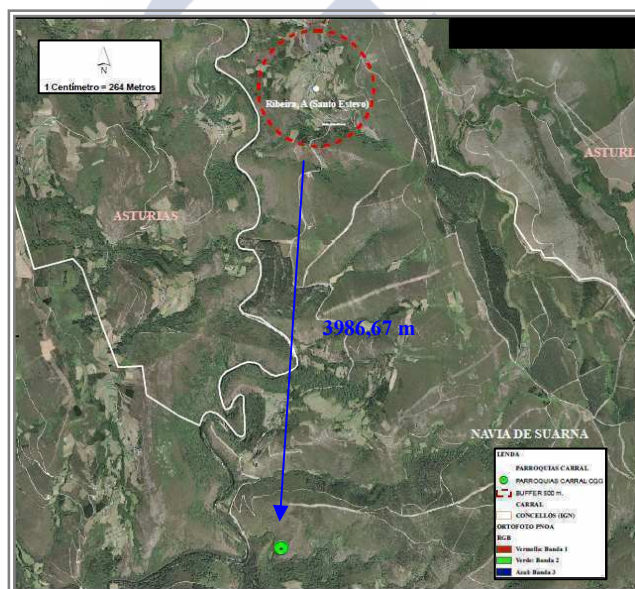 N
1 Centímetro = 264 Metros
Ribeira, A (Santo Estevo)
ASTURIAS
ASTURI
3986,67 m
NAVIA DE SUARNA
LENDA
PARROQUIAS CARRAL
PARROQUIAS CARRAL CGG
BUFFER 500 m.
CARRAL
CONCELLOS (IGN)
ORTOFOTO PNOA
RGB
Vermella: Banda 1
Verde: Banda 2
Azul: Banda 3